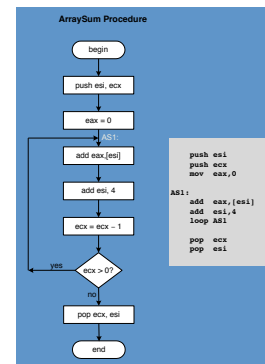 ArraySum Procedure
begin
push esi, ecx
eax = 0
AS1:
add eax,[esi]
add esi, 4
ecx = ecx − 1
yes
ecx > 0?
no
pop ecx, esi
end
push esi
push ecx
mov eax,0
AS1:
add eax,[esi]
add esi,4
loop AS1
pop ecx
pop esi